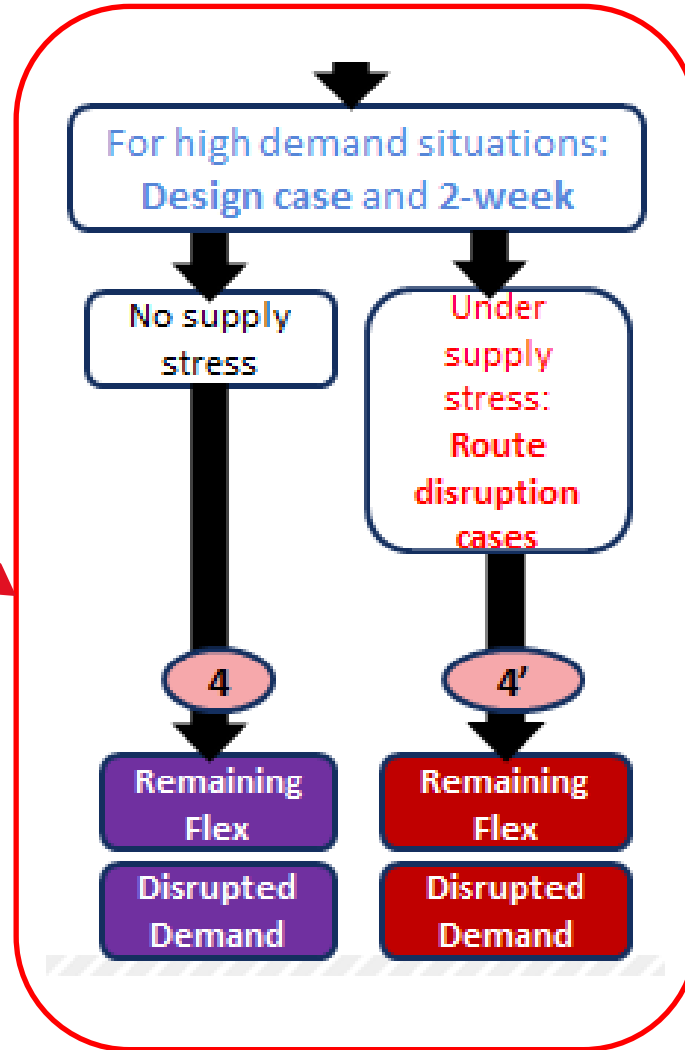 For high demand situations:
Design case and 2-week
No supply
stress
Under
supply
stress:
Route
disruption
cases
4
4'
Remaining
Flex
Remaining
Flex
Disrupted
Demand
Disrupted
Demand